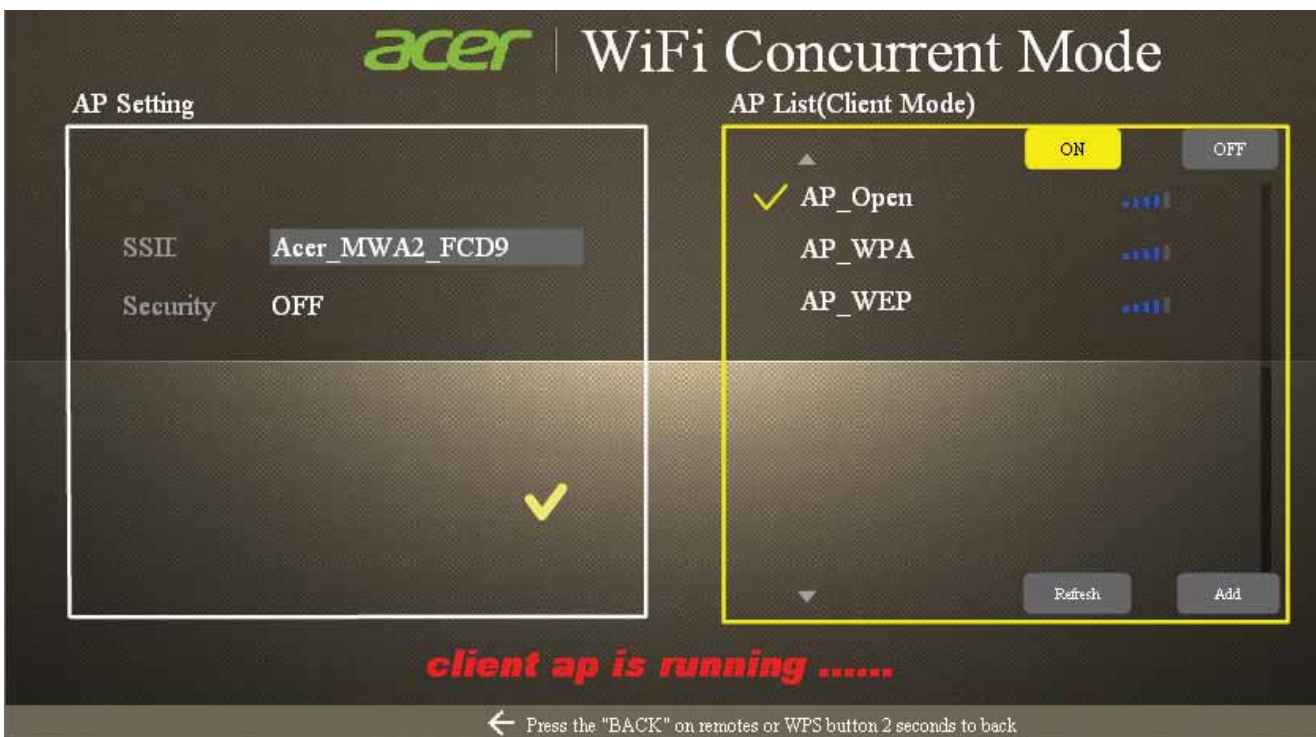 acer | WiFi Concurrent Mode
AP Setting
SSID
Acer_MWA2_FCD9
Security
OFF
AP List(Client Mode)
ON
OFF
AP_Open
AP_WPA
AP_WEP
Refresh
Add
client ap is running ......
Press the "BACK" on remotes or WPS button 2 seconds to back